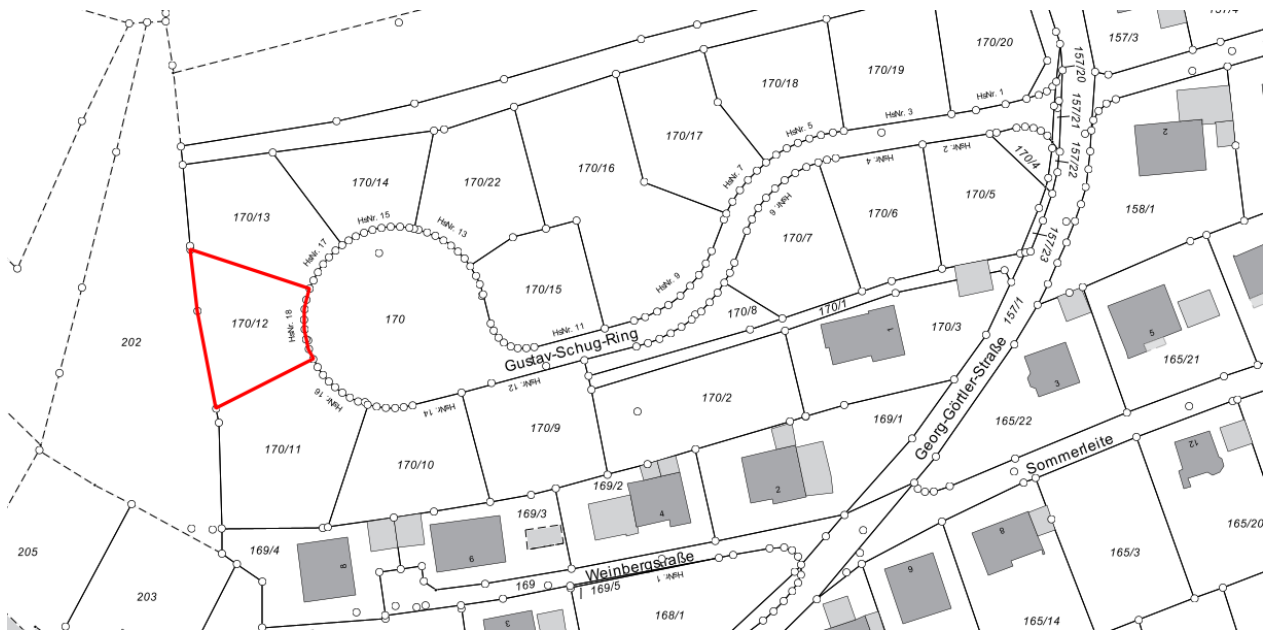 157/4
157/3
170/20
157/20
170/19
170/18
HsNr. 1
HsNr. 3
HsNr. 5
157/21
2
170/17
HsNr. 2
170/4
157/22
HsNr. 4
170/16
HsNr. 7
170/14
170/22
170/5
HsNr. 6
158/1
170/13
HsNr. 15
HsNr. 13
170/6
170/7
157/23
HsNr. 17
HsNr. 9
170/15
170/12
HsNr. 18
170
170/8
170/1
157/1
202
HsNr. 11
Gustav-Schug-Ring
1
170/3
5
165/21
HsNr. 12
3
HsNr. 16
HsNr. 14
170/2
169/1
165/22
170/11
170/9
Georg-Görtler-Straße
Sommerleite
12
170/10
169/2
2
169/3
4
165/20
205
169/4
6
8
165/3
8
Weinbergstraße
6
169
HsNr. 1
169/5
203
168/1
3
165/14